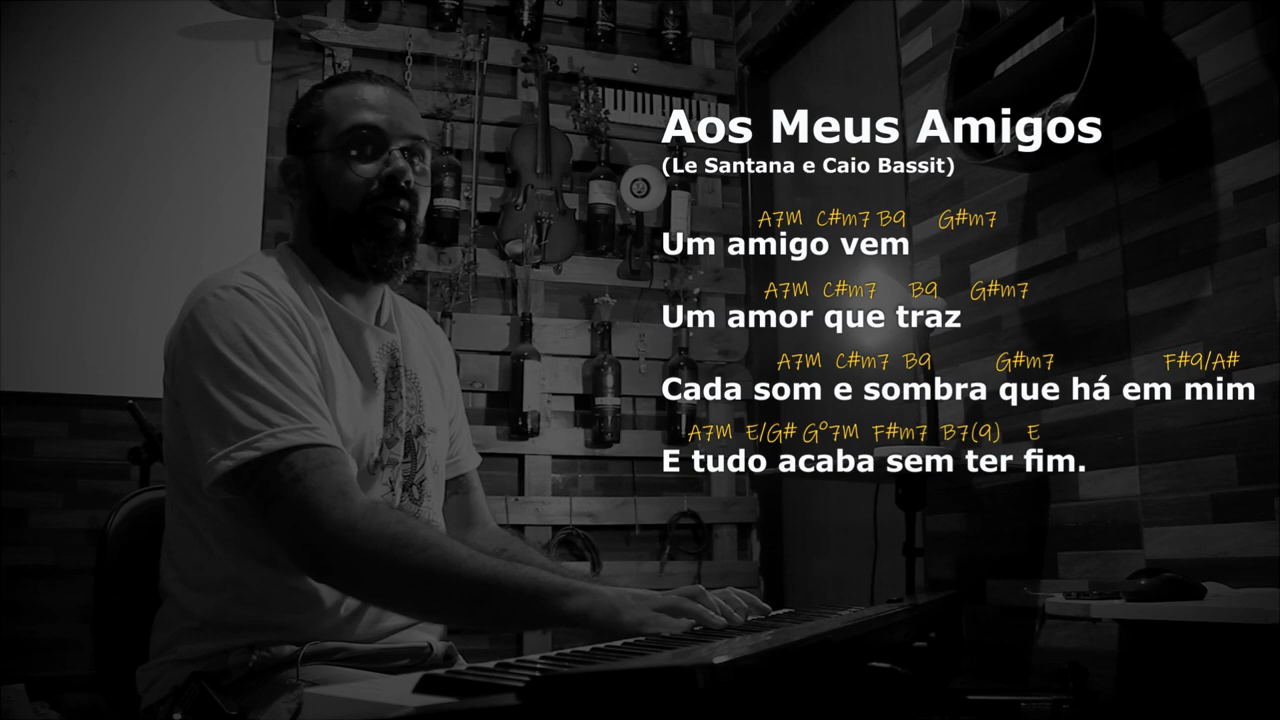 Aos Meus Amigos
(Le Santana e Caio Bassit)
A7M C#m7 B9 G#m7
Um amigo vem
A7M C#m7 B9 G#m7
Um amor que traz
A7M C#m7 B9 G#m7 F#9/A#
Cada som e sombra que há em mim
A7M E/G# G°7M F#m7 B7(9) E
E tudo acaba sem ter fim.